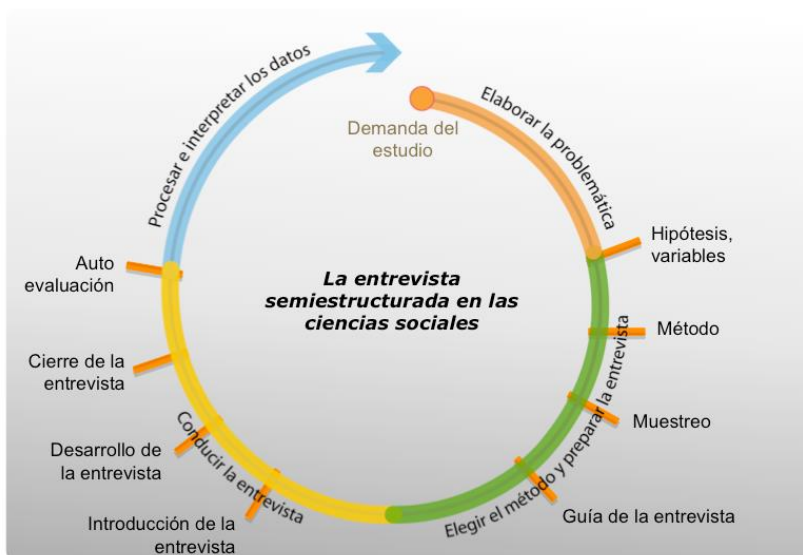 La entrevista
semiestructurada en las
ciencias sociales
Demanda del
estudio
Elaborar la problemática
Hipótesis,
variables
Método
Muestreo
Guía de la entrevista
Elegir el método y preparar la entrevista
Introducción de la
entrevista
Desarrollo de
la entrevista
Cierre de la
entrevista
Conducir la entrevista
Auto
evaluación
Procesar e interpretar los datos